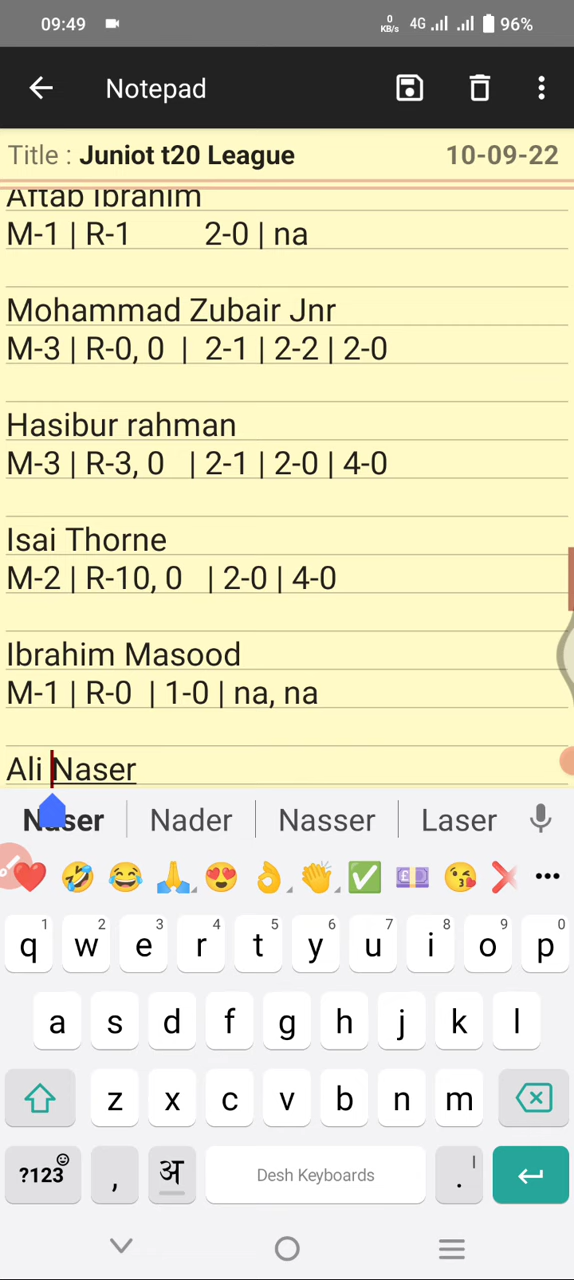 09:49
0
KB/s
4G
96%
Notepad
Title : Juniot t20 League
10-09-22
Aftab Ibrahim
M-1 | R-1 2-0 | na
Mohammad Zubair Jnr
M-3 | R-0, 0 | 2-1 | 2-2 | 2-0
Hasibur rahman
M-3 | R-3, 0 | 2-1 | 2-0 | 4-0
Isai Thorne
M-2 | R-10, 0 | 2-0 | 4-0
Ibrahim Masood
M-1 | R-0 | 1-0 | na, na
Ali Naser
Naser Nader Nasser Laser
q 1 w 2 e 3 r 4 t 5 y 6 u 7 i 8 o 9 p 0
a s d f g h j k l
z x c v b n m
?123 , अ Desh Keyboards . |